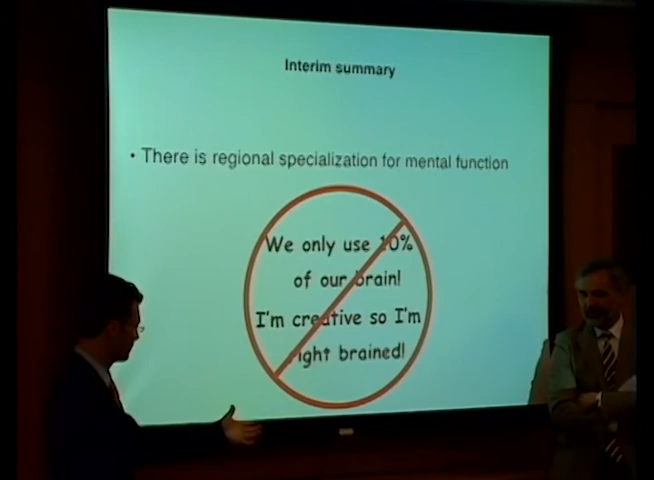 Interim summary
• There is regional specialization for mental function
We only use 10%
of our brain!
I'm creative so I'm
right brained!